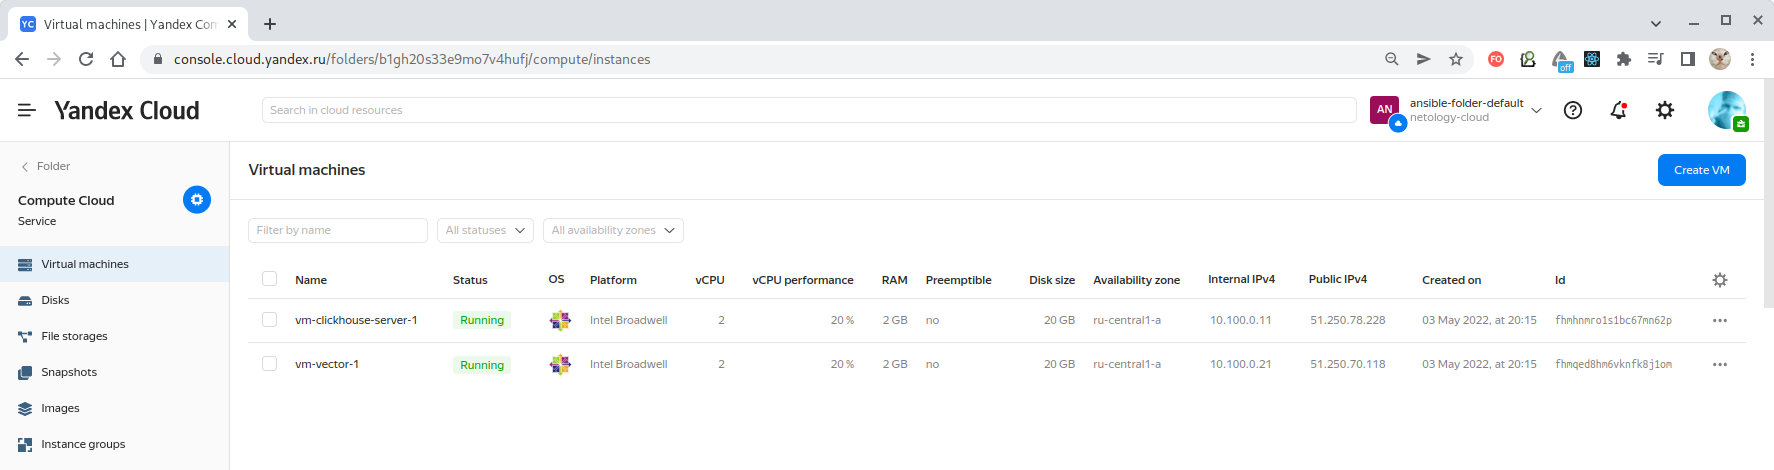 YC Virtual machines | Yandex Con
console.cloud.yandex.ru/folders/b1gh20s33e9mo7v4hufj/compute/instances
FO
off
Yandex Cloud
Search in cloud resources
AN
ansible-folder-default
netology-cloud
Folder
Compute Cloud
Service
Virtual machines
Disks
File storages
Snapshots
Images
Instance groups
Virtual machines
Create VM
Filter by name All statuses All availability zones
Name Status OS Platform vCPU vCPU performance RAM Preemptible Disk size Availability zone Internal IPv4 Public IPv4 Created on Id
vm-clickhouse-server-1 Running Intel Broadwell 2 20 % 2 GB no 20 GB ru-central1-a 10.100.0.11 51.250.78.228 03 May 2022, at 20:15 fhmhnmro1s1bc67mn62p
vm-vector-1 Running Intel Broadwell 2 20 % 2 GB no 20 GB ru-central1-a 10.100.0.21 51.250.70.118 03 May 2022, at 20:15 fhmqed8hm6vknfk8j1om